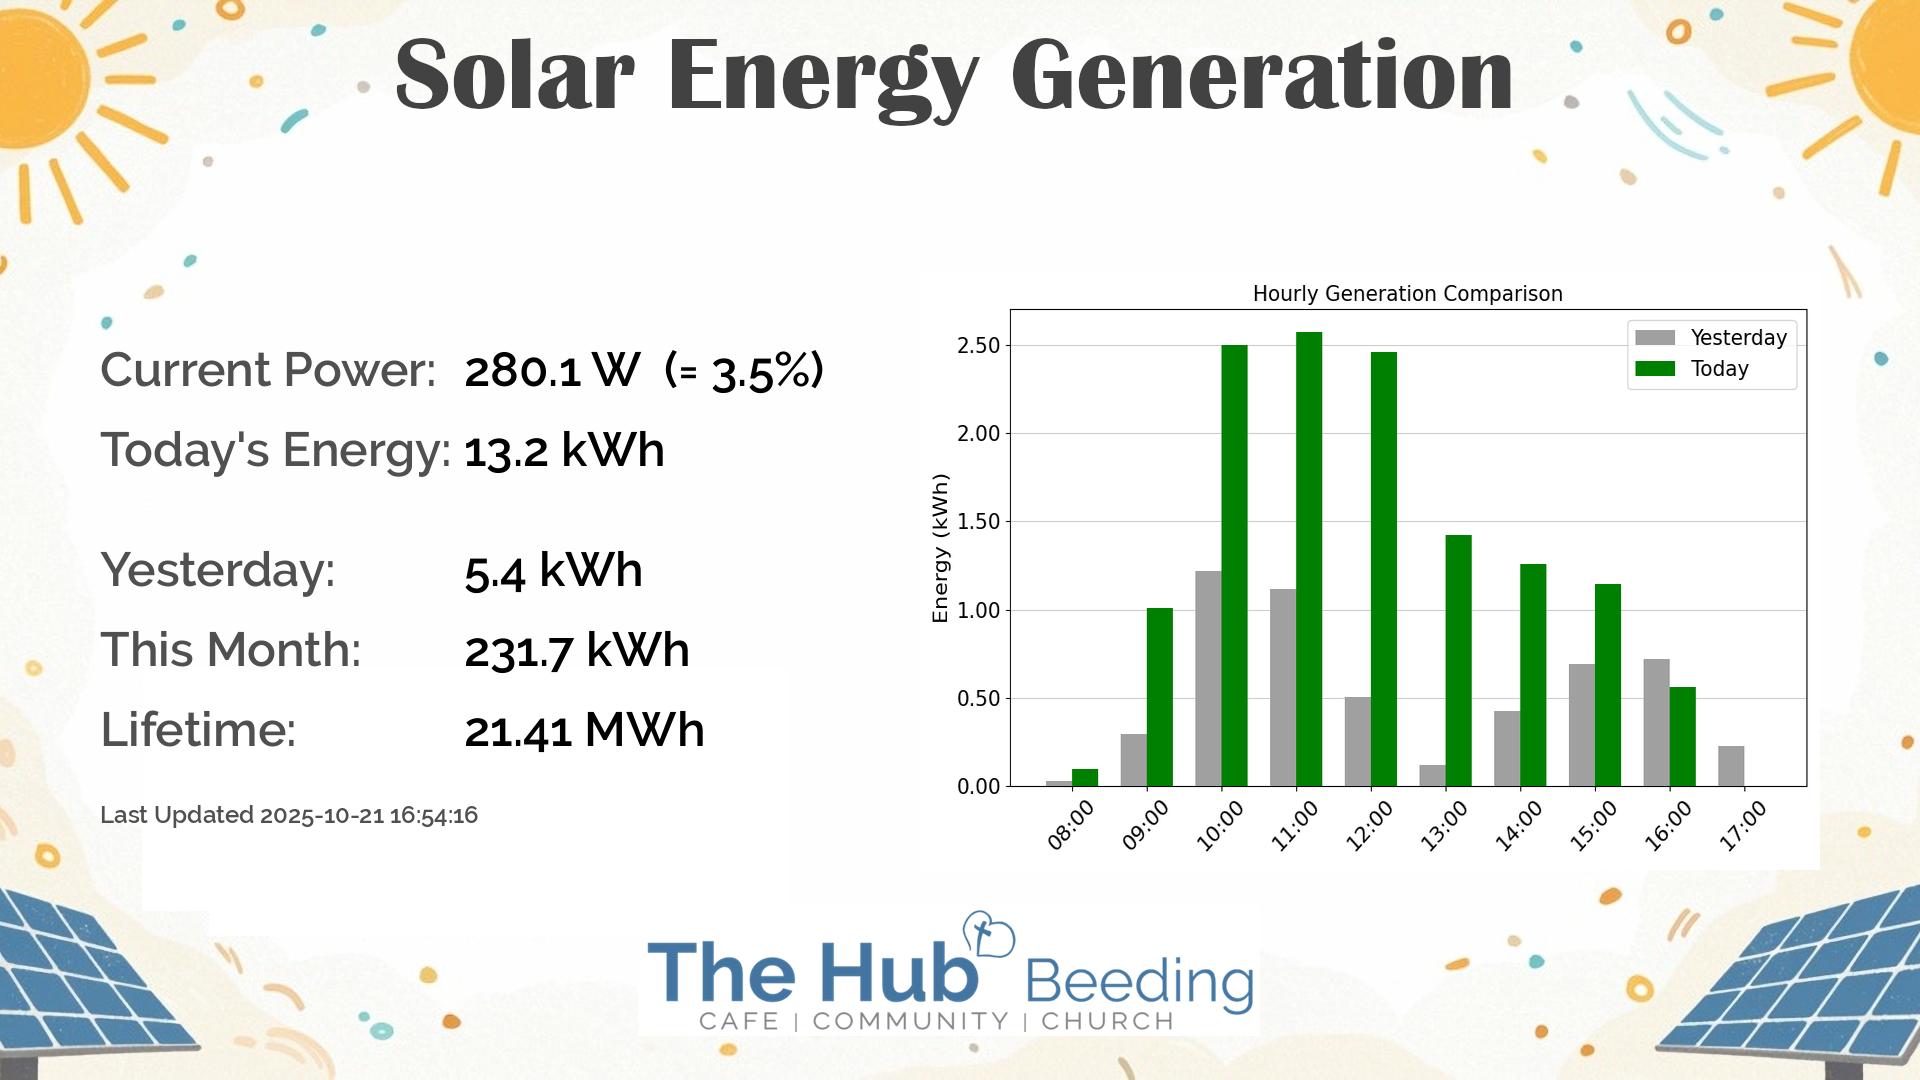 Solar Energy Generation
Current Power: 280.1 W (= 3.5%)
Today's Energy: 13.2 kWh
Yesterday: 5.4 kWh
This Month: 231.7 kWh
Lifetime: 21.41 MWh
Last Updated 2025-10-21 16:54:16
Hourly Generation Comparison
Yesterday
Today
Energy (kWh)
2.50
2.00
1.50
1.00
0.50
0.00
08:00 09:00 10:00 11:00 12:00 13:00 14:00 15:00 16:00 17:00
The Hub Beeding
CAFE | COMMUNITY | CHURCH